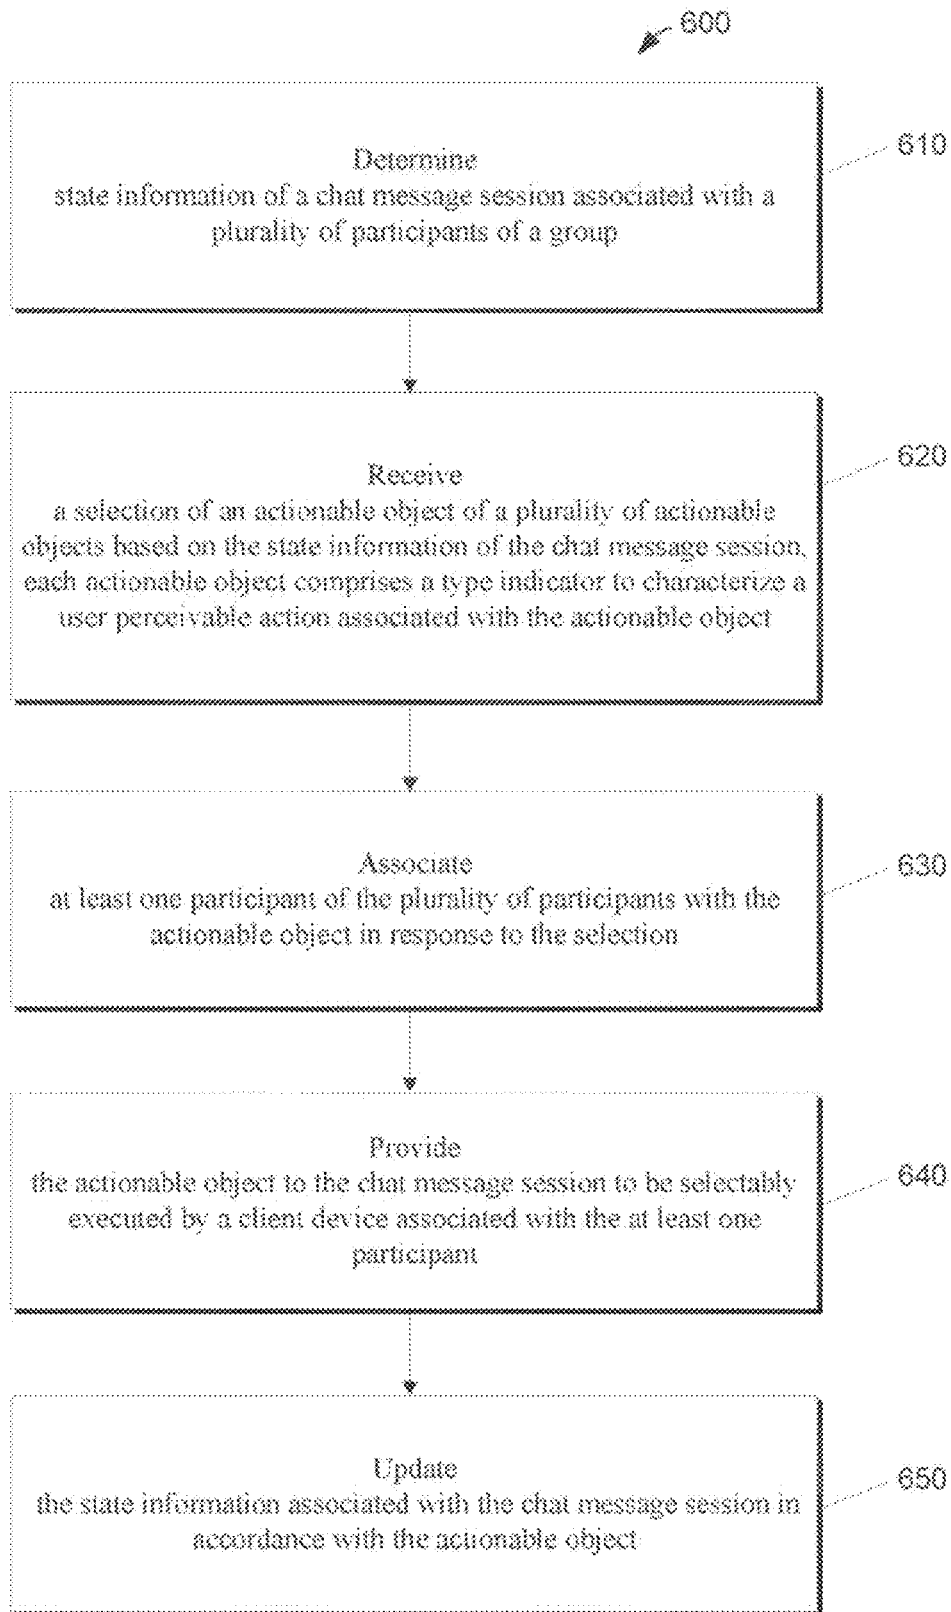 600
Determine
state information of a chat message session associated with a
plurality of participants of a group
610
Receive
a selection of an actionable object of a plurality of actionable
objects based on the state information of the chat message session,
each actionable object comprises a type indicator to characterize a
user perceivable action associated with the actionable object
620
Associate
at least one participant of the plurality of participants with the
actionable object in response to the selection
630
Provide
the actionable object to the chat message session to be selectably
executed by a client device associated with the at least one
participant
640
Update
the state information associated with the chat message session in
accordance with the actionable object
650